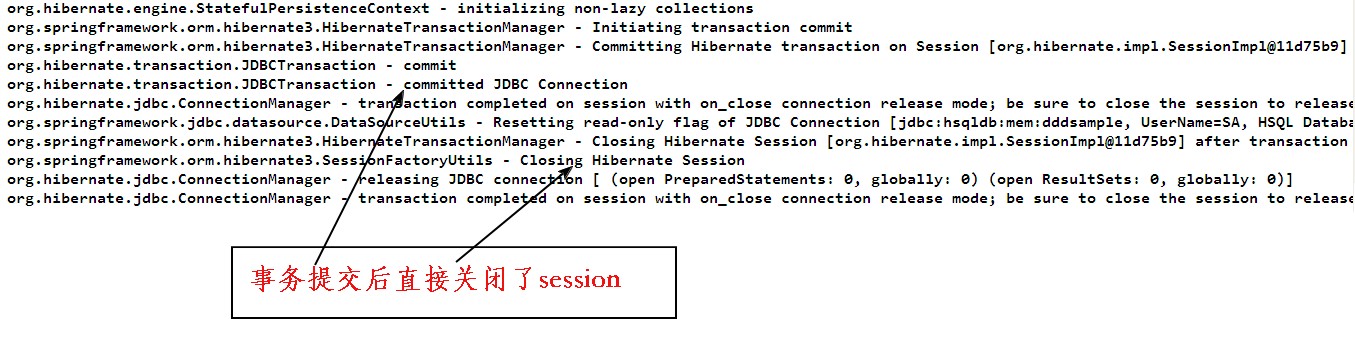 org.hibernate.engine.StatefulPersistenceContext - initializing non-lazy collections
org.springframework.orm.hibernate3.HibernateTransactionManager - Initiating transaction commit
org.springframework.orm.hibernate3.HibernateTransactionManager - Committing Hibernate transaction on Session [org.hibernate.impl.SessionImpl@11d75b9]
org.hibernate.transaction.JDBCTransaction - commit
org.hibernate.transaction.JDBCTransaction - committed JDBC Connection
org.hibernate.jdbc.ConnectionManager - transaction completed on session with on_close connection release mode; be sure to close the session to release
org.springframework.jdbc.datasource.DataSourceUtils - Resetting read-only flag of JDBC Connection [jdbc:hsqldb:mem:dddsample, UserName=SA, HSQL Databa
org.springframework.orm.hibernate3.HibernateTransactionManager - Closing Hibernate Session [org.hibernate.impl.SessionImpl@11d75b9] after transaction
org.springframework.orm.hibernate3.SessionFactoryUtils - Closing Hibernate Session
org.hibernate.jdbc.ConnectionManager - releasing JDBC connection [ (open PreparedStatements: 0, globally: 0) (open ResultSets: 0, globally: 0)]
org.hibernate.jdbc.ConnectionManager - transaction completed on session with on_close connection release mode; be sure to close the session to release
事务提交后直接关闭了session